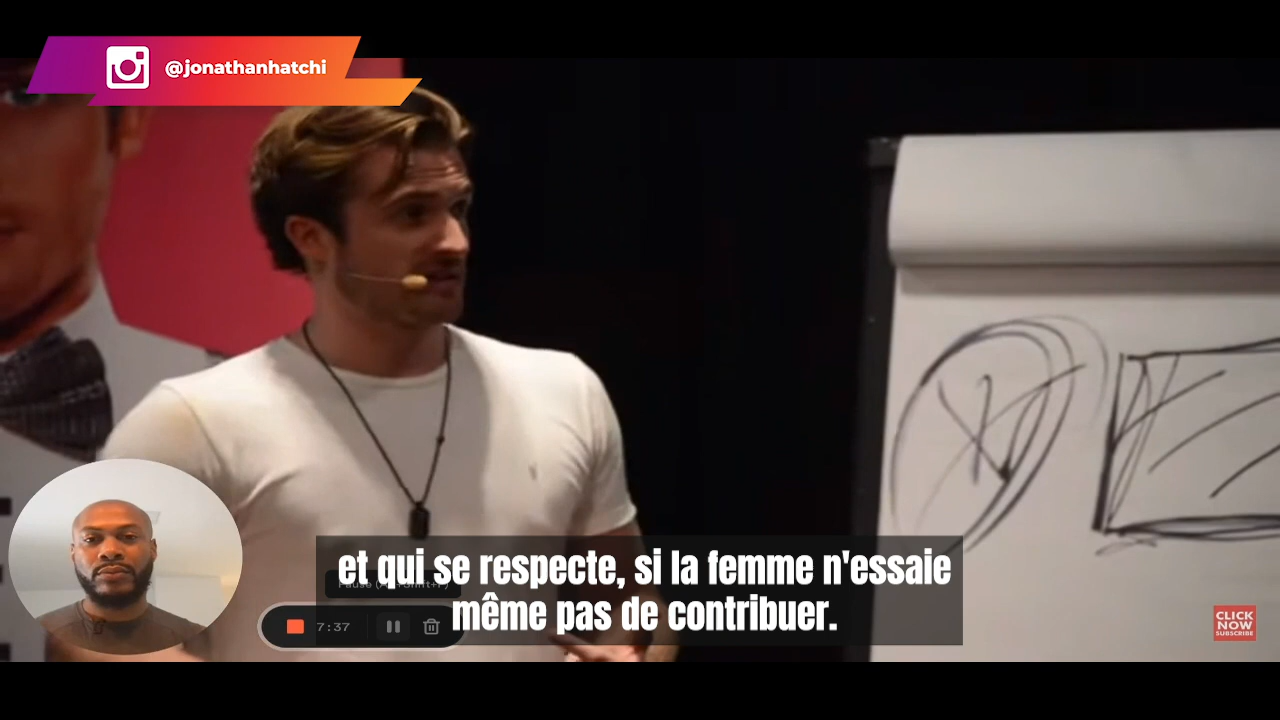 @jonathanhatchi
et qui se respecte, si la femme n'essaie
même pas de contribuer.
7:37
CLICK
NOW
SUBSCRIBE